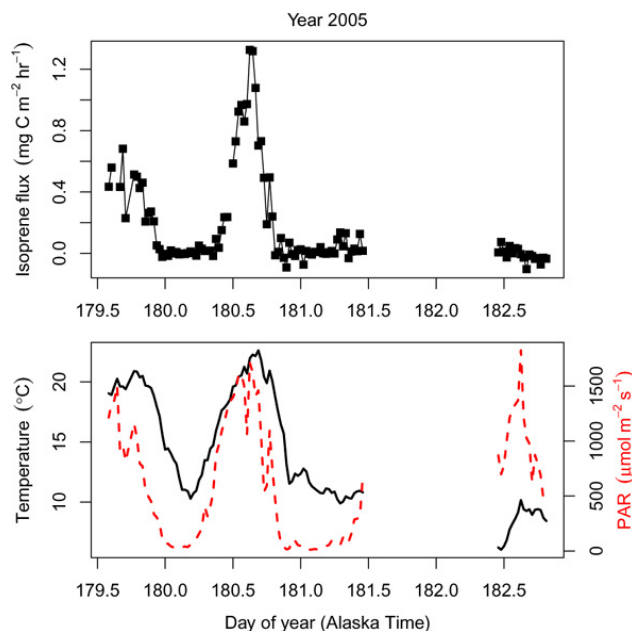 Year 2005
Isoprene flux (mg C m⁻² hr⁻¹)
1.2
0.8
0.4
0.0
179.5 180.0 180.5 181.0 181.5 182.0 182.5
Temperature (°C)
20
15
10
1500
1000
500
0
PAR (μmol m⁻² s⁻¹)
179.5 180.0 180.5 181.0 181.5 182.0 182.5
Day of year (Alaska Time)